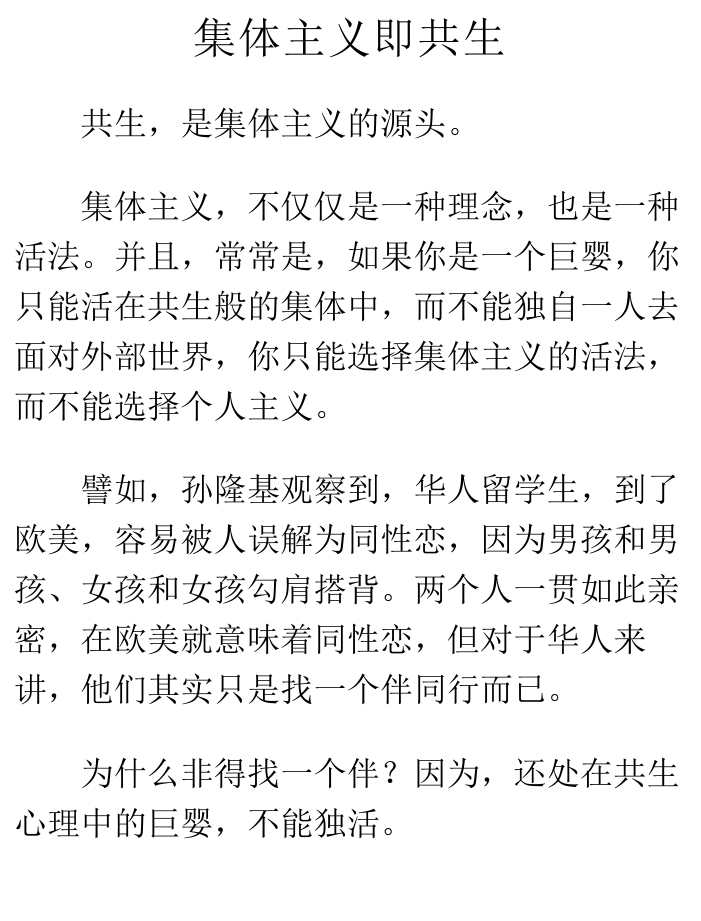 集体主义即共生
共生，是集体主义的源头。
集体主义，不仅仅是一种理念，也是一种
活法。并且，常常是，如果你是一个巨婴，你
只能活在共生般的集体中，而不能独自一人去
面对外部世界，你只能选择集体主义的活法，
而不能选择个人主义。
譬如，孙隆基观察到，华人留学生，到了
欧美，容易被人误解为同性恋，因为男孩和男
孩、女孩和女孩勾肩搭背。两个人一贯如此亲
密，在欧美就意味着同性恋，但对于华人来
讲，他们其实只是找一个伴同行而已。
为什么非得找一个伴？因为，还处在共生
心理中的巨婴，不能独活。